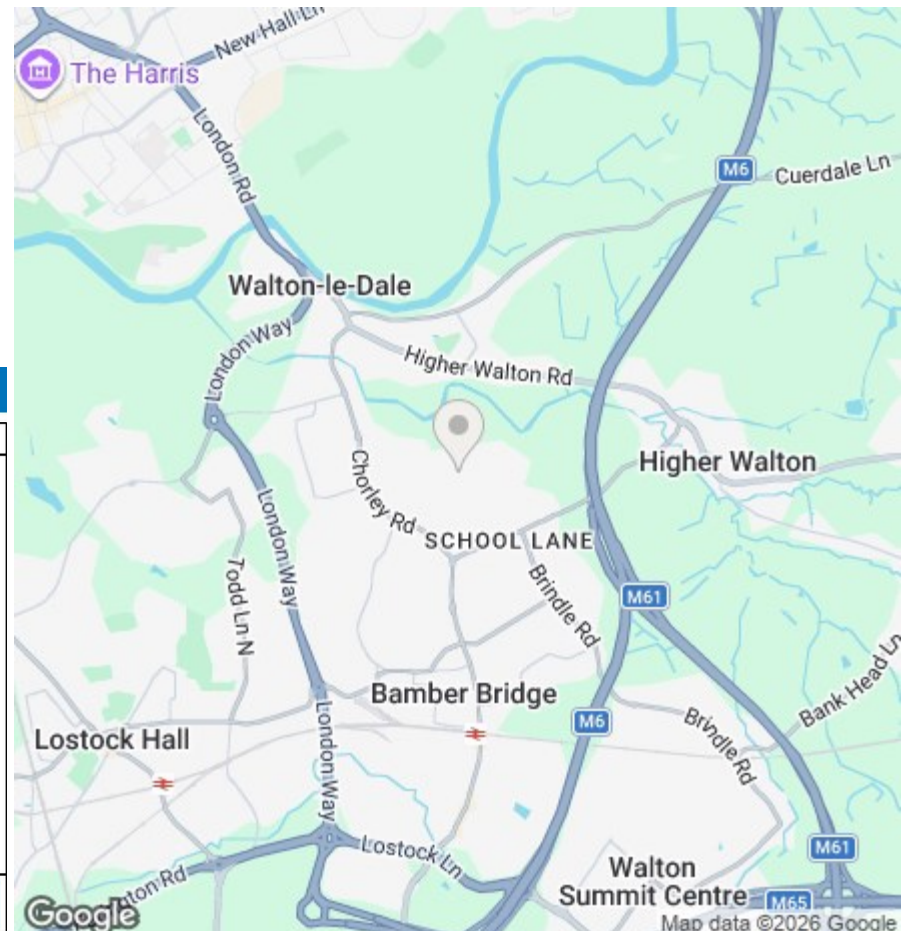 New Hall Ln
The Harris
London Rd
M6
Cuerdale Ln
Walton-le-Dale
London Way
Higher Walton Rd
Higher Walton
Chorley Rd
SCHOOL LANE
London Way
Todd Ln N
Brindle Rd
M61
Bank Head Ln
Bamber Bridge
M6
Brindle Rd
Lostock Hall
London Way
Lostock Ln
M61
Walton
Summit Centre
M65
Rd
Google
Map data ©2026 Google